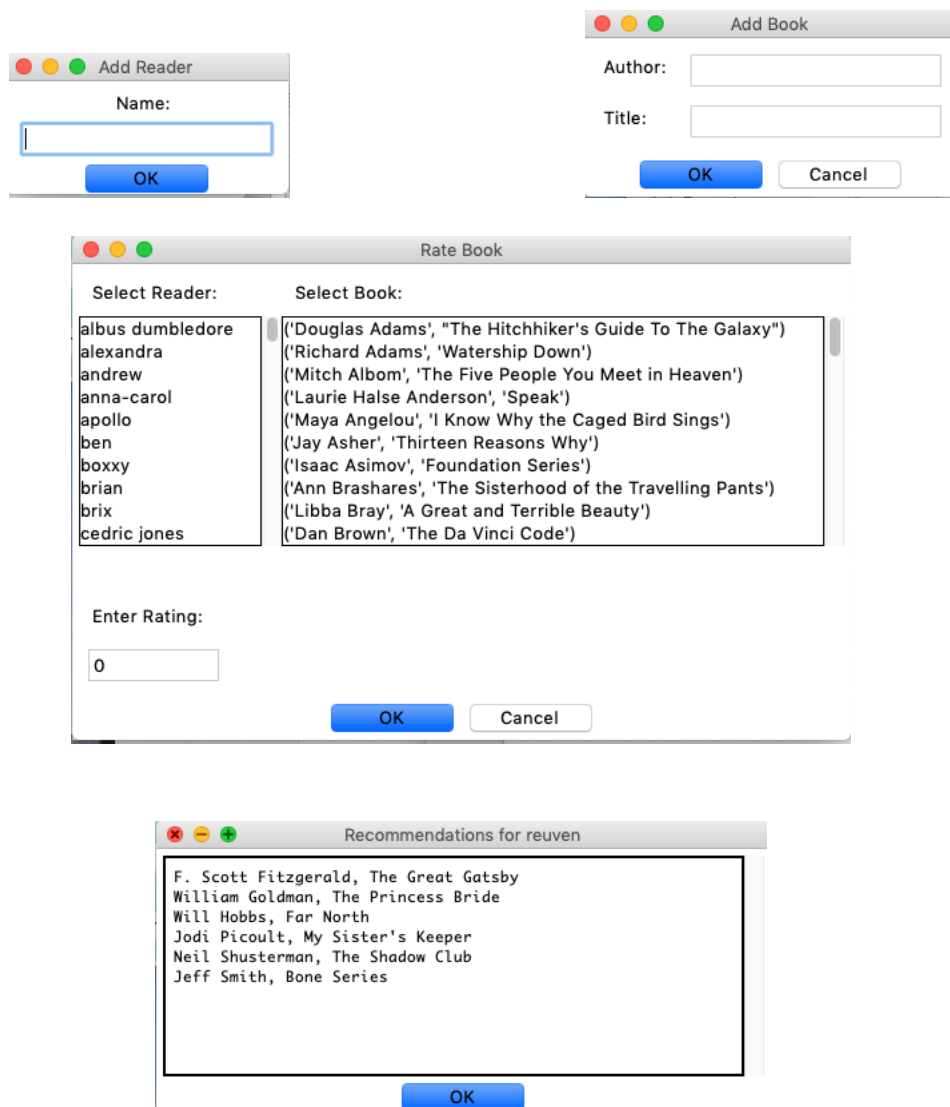 Add Reader
Name:
OK
Add Book
Author:
Title:
OK Cancel
Rate Book
Select Reader: Select Book:
albus dumbledore ('Douglas Adams', "The Hitchhiker's Guide To The Galaxy")
alexandra ('Richard Adams', 'Watership Down')
andrew ('Mitch Albom', 'The Five People You Meet in Heaven')
anna-carol ('Laurie Halse Anderson', 'Speak')
apollo ('Maya Angelou', 'I Know Why the Caged Bird Sings')
ben ('Jay Asher', 'Thirteen Reasons Why')
boxxy ('Isaac Asimov', 'Foundation Series')
brian ('Ann Brashares', 'The Sisterhood of the Travelling Pants')
brix ('Libba Bray', 'A Great and Terrible Beauty')
cedric jones ('Dan Brown', 'The Da Vinci Code')
Enter Rating:
0
OK Cancel
Recommendations for reuven
F. Scott Fitzgerald, The Great Gatsby
William Goldman, The Princess Bride
Will Hobbs, Far North
Jodi Picoult, My Sister's Keeper
Neil Shusterman, The Shadow Club
Jeff Smith, Bone Series
OK